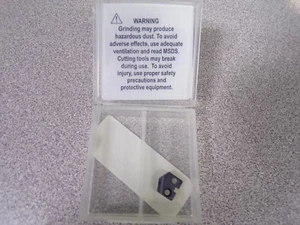 WARNING
Grinding may produce
hazardous dust. To avoid
adverse effects, use adequate
ventilation and read MSDS.
Cutting tools may break
during use. To avoid
injury, use proper safety
precautions and
protective equipment.